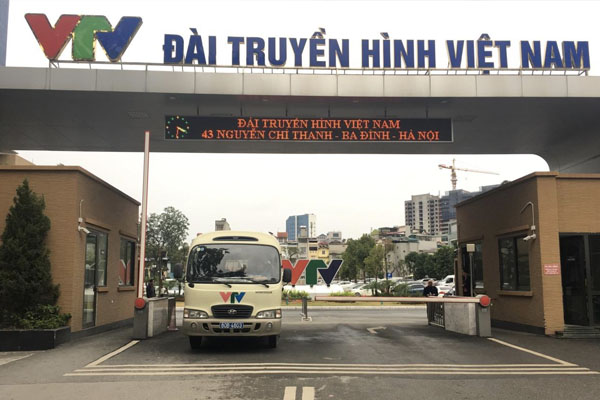 VTV ĐÀI TRUYỀN HÌNH VIỆT NAM
ĐÀI TRUYỀN HÌNH VIỆT NAM
43 NGUYỄN CHÍ THANH - BA ĐÌNH - HÀ NỘI
VTV
VTV